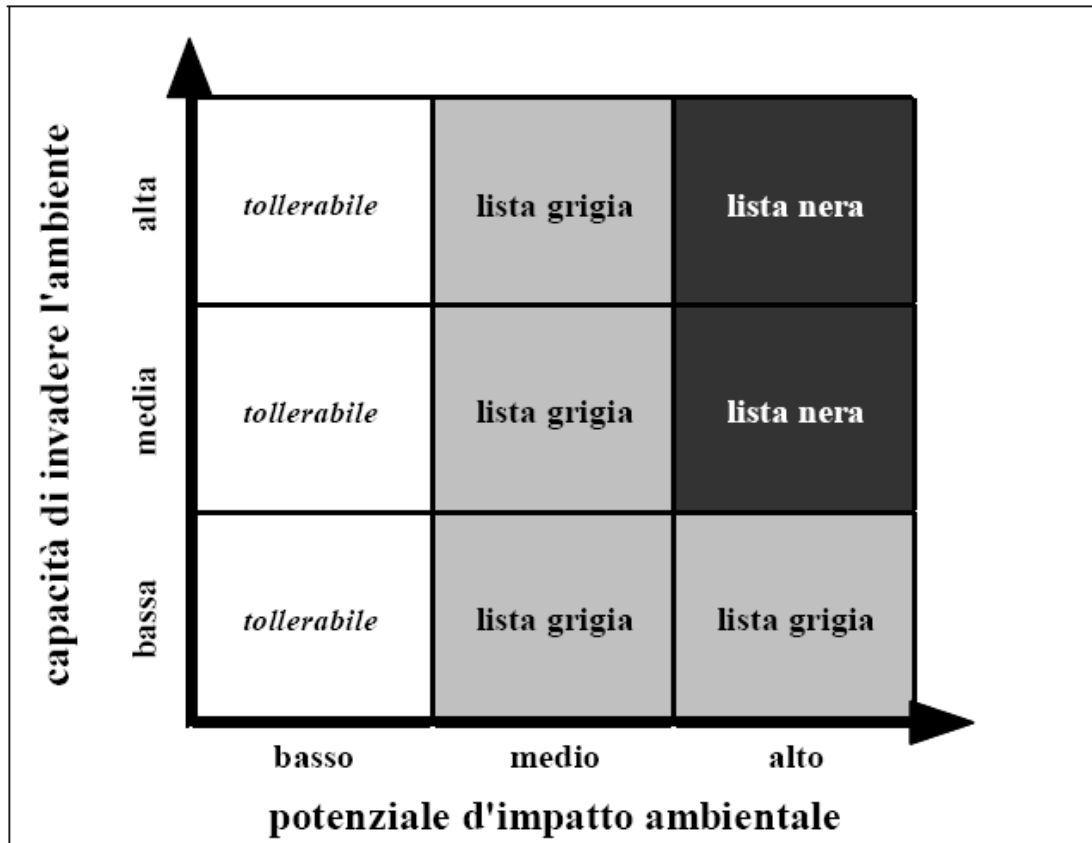 capacità di invadere l'ambiente
alta
tollerabile
lista grigia
lista nera
media
tollerabile
lista grigia
lista nera
bassa
tollerabile
lista grigia
lista grigia
basso
medio
alto
potenziale d'impatto ambientale